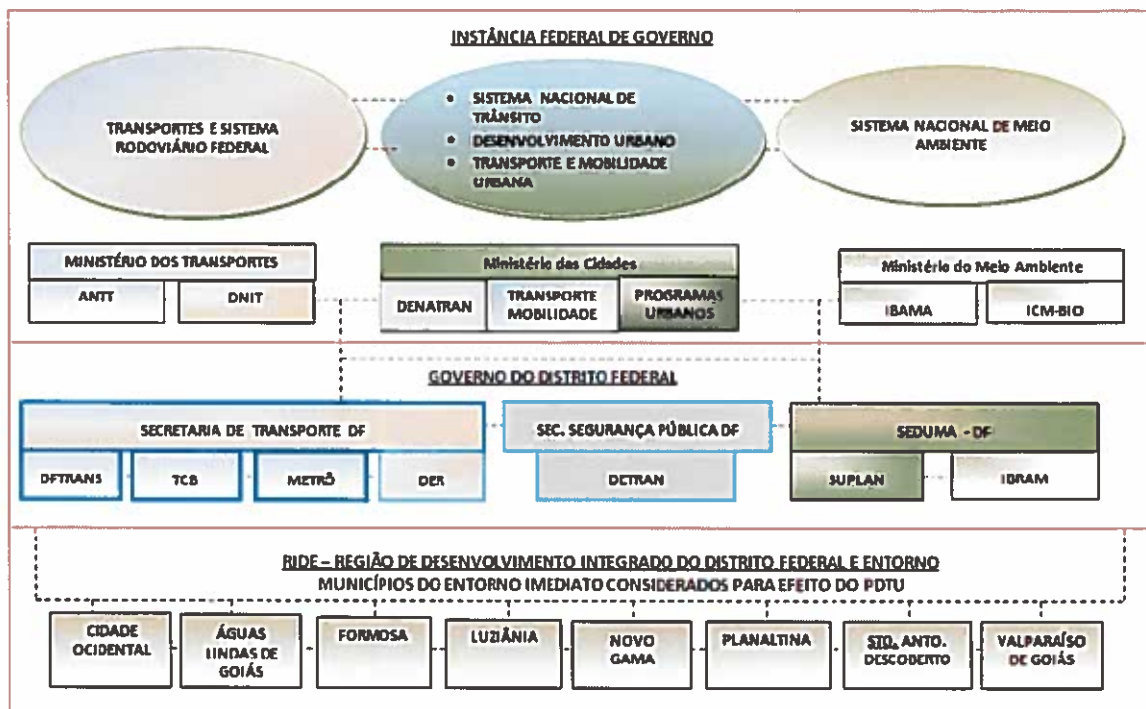 INSTÂNCIA FEDERAL DE GOVERNO
TRANSPORTES E SISTEMA
RODOVIÁRIO FEDERAL
• SISTEMA NACIONAL DE
TRÂNSITO
• DESENVOLVIMENTO URBANO
• TRANSPORTE E MOBILIDADE
URBANA
SISTEMA NACIONAL DE MEIO
AMBIENTE
MINISTÉRIO DOS TRANSPORTES
ANTT
DNIT
Ministério das Cidades
DENATRAN
TRANSPORTE
MOBILIDADE
PROGRAMAS
URBANOS
Ministério do Meio Ambiente
IBAMA
ICM-BIO
GOVERNO DO DISTRITO FEDERAL
SECRETARIA DE TRANSPORTE DF
DFTRANS
TCB
METRÔ
DER
SEC. SEGURANÇA PÚBLICA DF
DETRAN
SEDUMA - DF
SUPLAN
IBRAM
RIDE – REGIÃO DE DESENVOLVIMENTO INTEGRADO DO DISTRITO FEDERAL E ENTORNO
MUNICÍPIOS DO ENTORNO IMEDIATO CONSIDERADOS PARA EFEITO DO PDTU
CIDADE
OCIDENTAL
ÁGUAS
LINDAS DE
GOIÁS
FORMOSA
LUZIÂNIA
NOVO
GAMA
PLANALTINA
STO. ANTO.
DESCOBERTO
VALPARAÍSO
DE GOIÁS